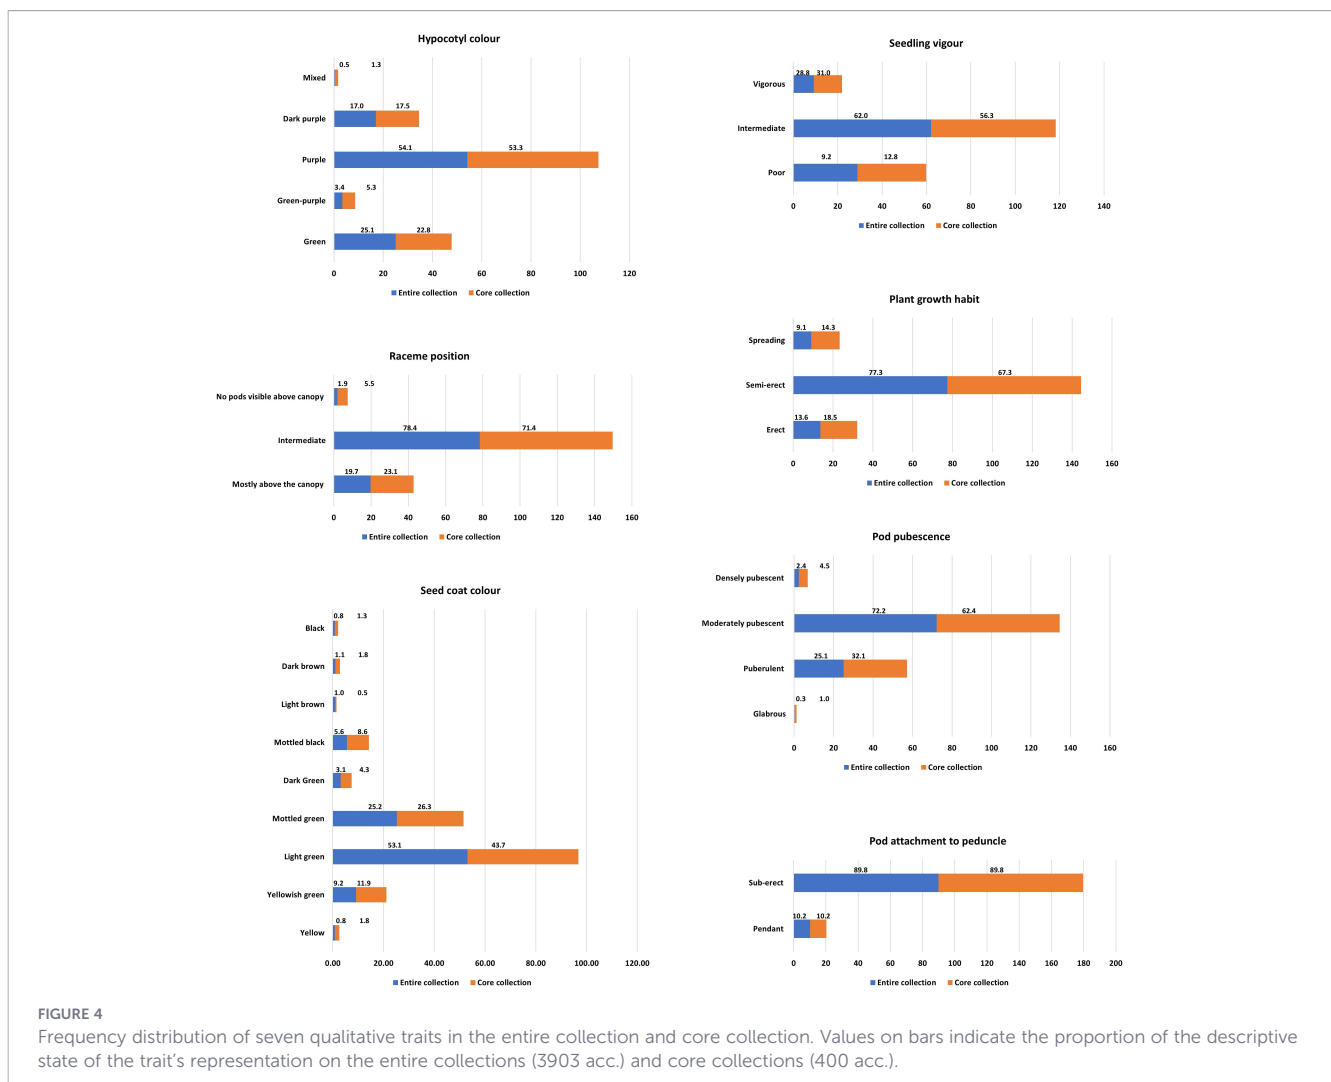 Hypocotyl colour
0.5 1.3
Mixed
17.0 17.5
Dark purple
54.1 53.3
Purple
3.4 5.3
Green-purple
25.1 22.8
Green
0 20 40 60 80 100 120
Entire collection Core collection
Raceme position
1.9 5.5
No pods visible above canopy
Intermediate
78.4 71.4
19.7 23.1
Mostly above the canopy
0 20 40 60 80 100 120 140 160
Entire collection Core collection
Seed coat colour
0.8 1.3
Black
1.1 1.8
Dark brown
1.0 0.5
Light brown
5.6 8.6
Mottled black
3.1 4.3
Dark Green
25.2 26.3
Mottled green
53.1 43.7
Light green
9.2 11.9
Yellowish green
0.8 1.8
Yellow
0.00 20.00 40.00 60.00 80.00 100.00 120.00
Entire collection Core collection
Seedling vigour
28.8 31.0
Vigorous
62.0 56.3
Intermediate
9.2 12.8
Poor
0 20 40 60 80 100 120 140
Entire collection Core collection
Plant growth habit
9.1 14.3
Spreading
77.3 67.3
Semi-erect
13.6 18.5
Erect
0 20 40 60 80 100 120 140 160
Entire collection Core collection
Pod pubescence
2.4 4.5
Densely pubescent
72.2 62.4
Moderately pubescent
25.1 32.1
Puberulent
0.3 1.0
Glabrous
0 20 40 60 80 100 120 140 160
Entire collection Core collection
Pod attachment to peduncle
89.8 89.8
Sub-erect
10.2 10.2
Pendant
0 20 40 60 80 100 120 140 160 180 200
Entire collection Core collection
FIGURE 4
Frequency distribution of seven qualitative traits in the entire collection and core collection. Values on bars indicate the proportion of the descriptive
state of the trait's representation on the entire collections (3903 acc.) and core collections (400 acc.).